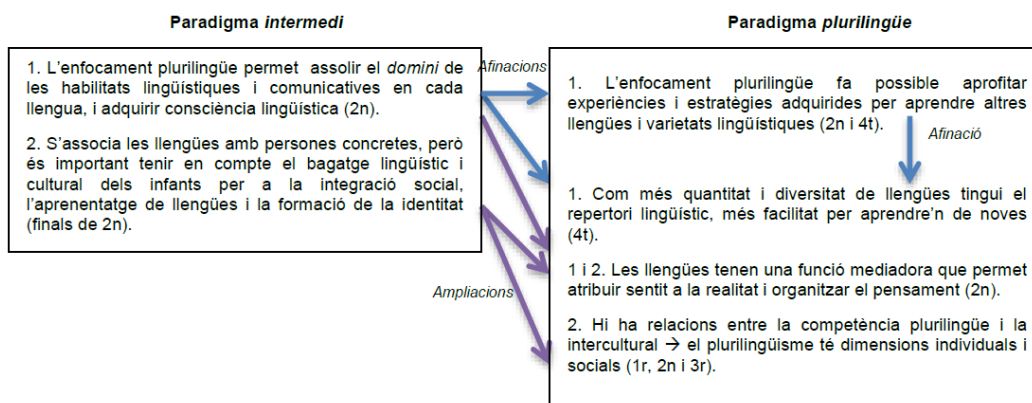 Paradigma intermedi
1. L'enfocament plurilingüe permet assolir el domini de
les habilitats lingüístiques i comunicatives en cada
llengua, i adquirir consciència lingüística (2n).
2. S'associa les llengües amb persones concretes, però
és important tenir en compte el bagatge lingüístic i
cultural dels infants per a la integració social,
l'aprenentatge de llengües i la formació de la identitat
(finals de 2n).
Afinacions
Ampliacions
Paradigma plurilingüe
1. L'enfocament plurilingüe fa possible aprofitar
experiències i estratègies adquirides per aprendre altres
llengües i varietats lingüístiques (2n i 4t).
Afinació
1. Com més quantitat i diversitat de llengües tingui el
repertori lingüístic, més facilitat per aprendre'n de noves
(4t).
1 i 2. Les llengües tenen una funció mediadora que permet
atribuir sentit a la realitat i organitzar el pensament (2n).
2. Hi ha relacions entre la competència plurilingüe i la
intercultural → el plurilingüisme té dimensions individuals i
socials (1r, 2n i 3r).